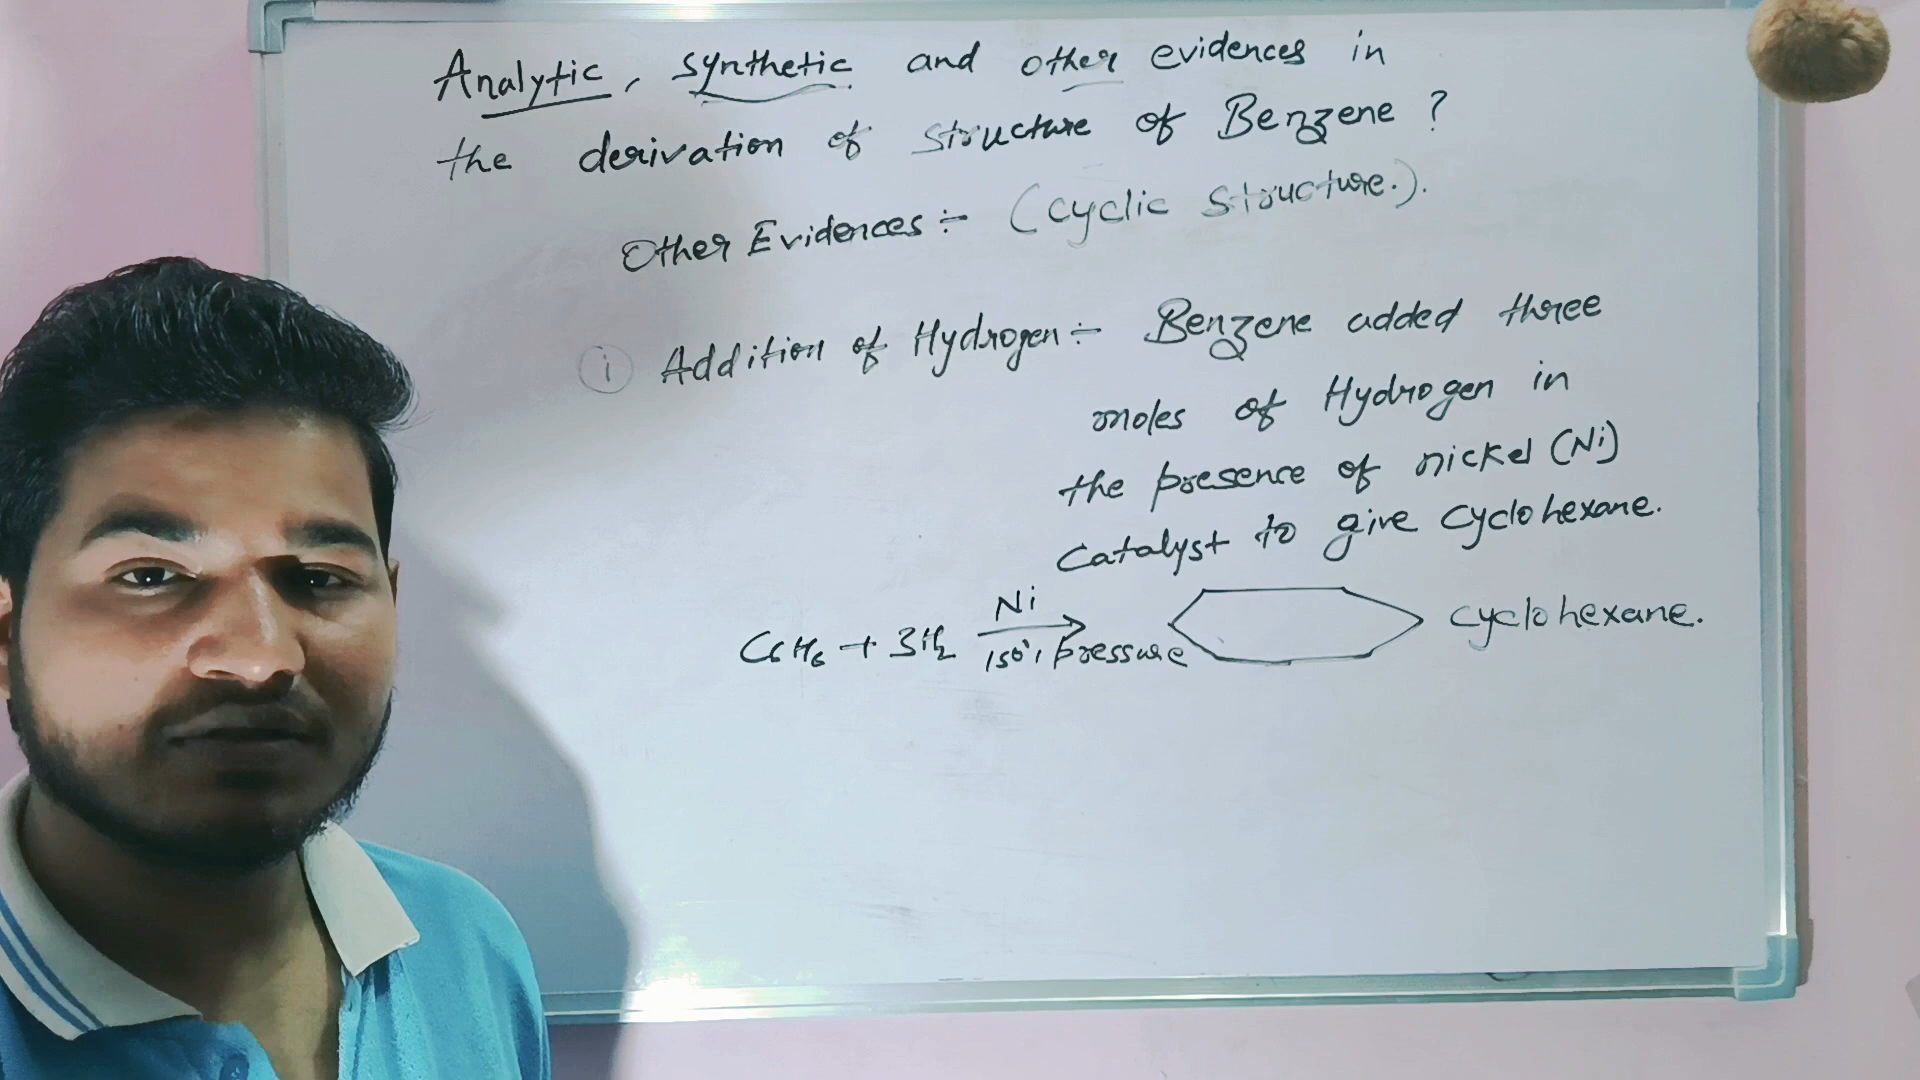 Analytic, synthetic and other evidences in
the derivation of structure of Benzene ?
Other Evidences :- (cyclic structure.).
i Addition of Hydrogen :- Benzene added three
moles of Hydrogen in
the presence of nickel (Ni)
Catalyst to give cyclohexane.
Ni
C6H6 + 3H2 → cyclohexane.
150°, pressure